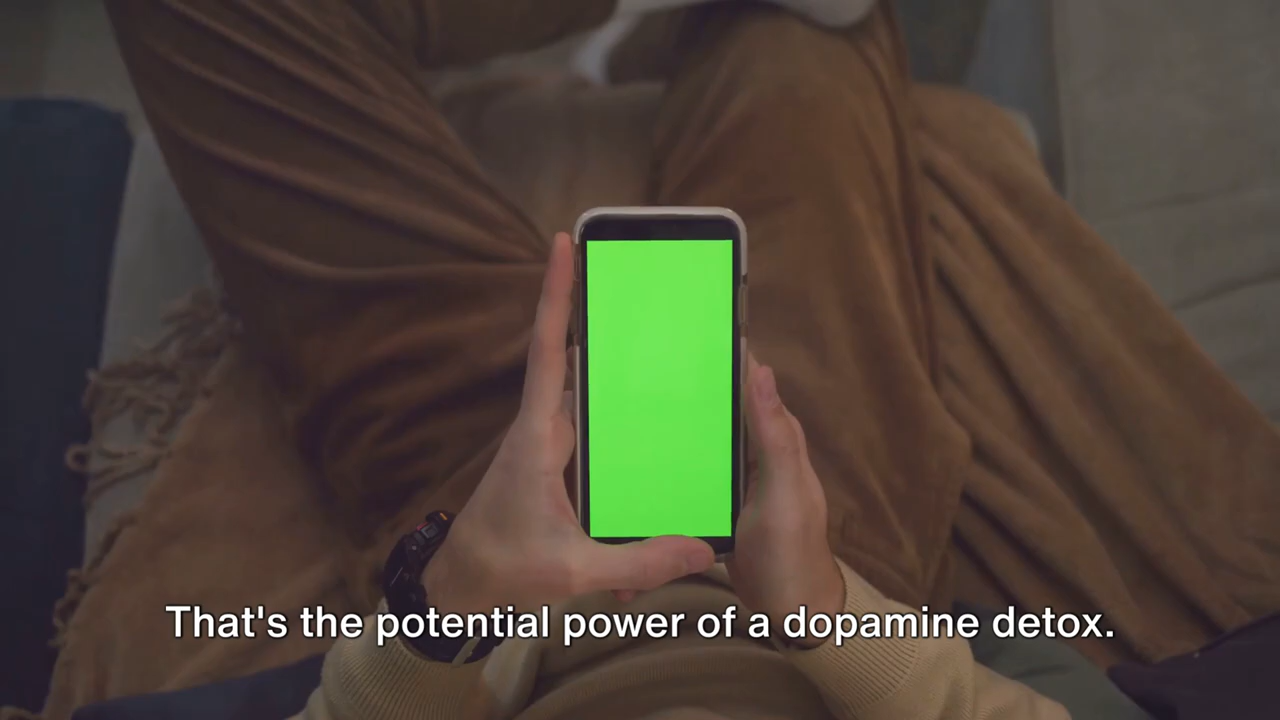 That's the potential power of a dopamine detox.